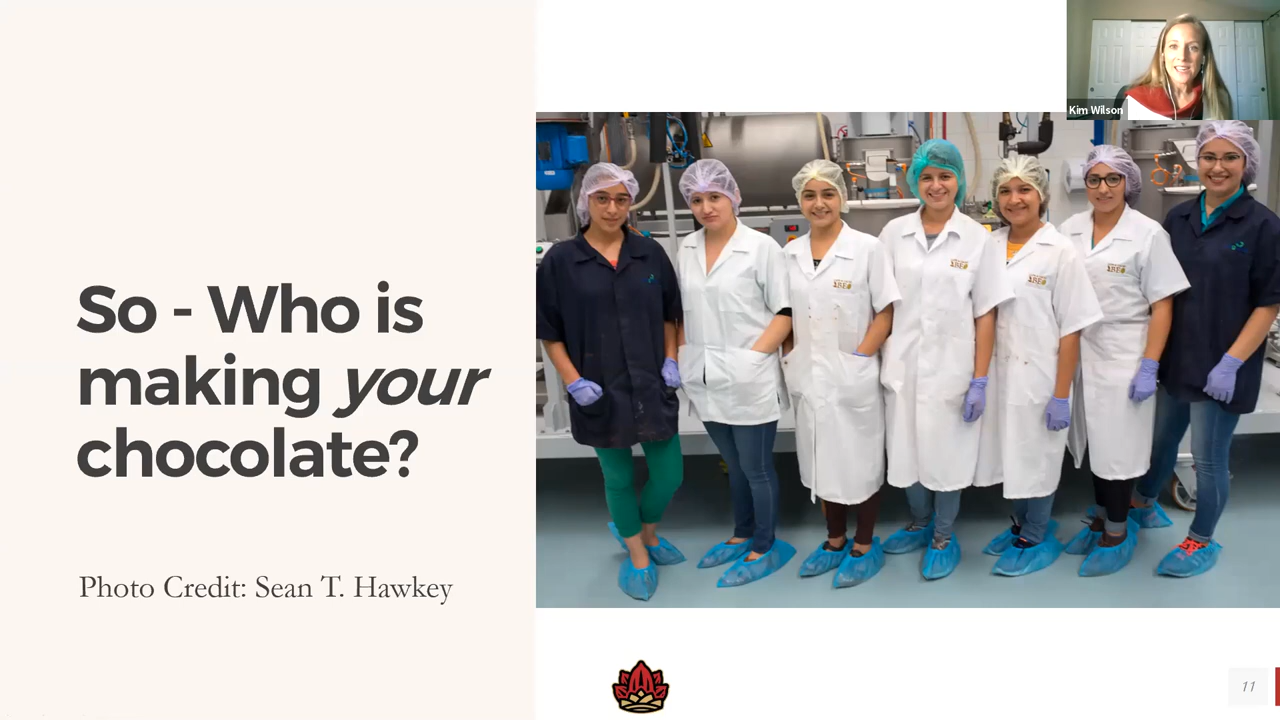 Kim Wilson
So - Who is
making your
chocolate?
Photo Credit: Sean T. Hawkey
11